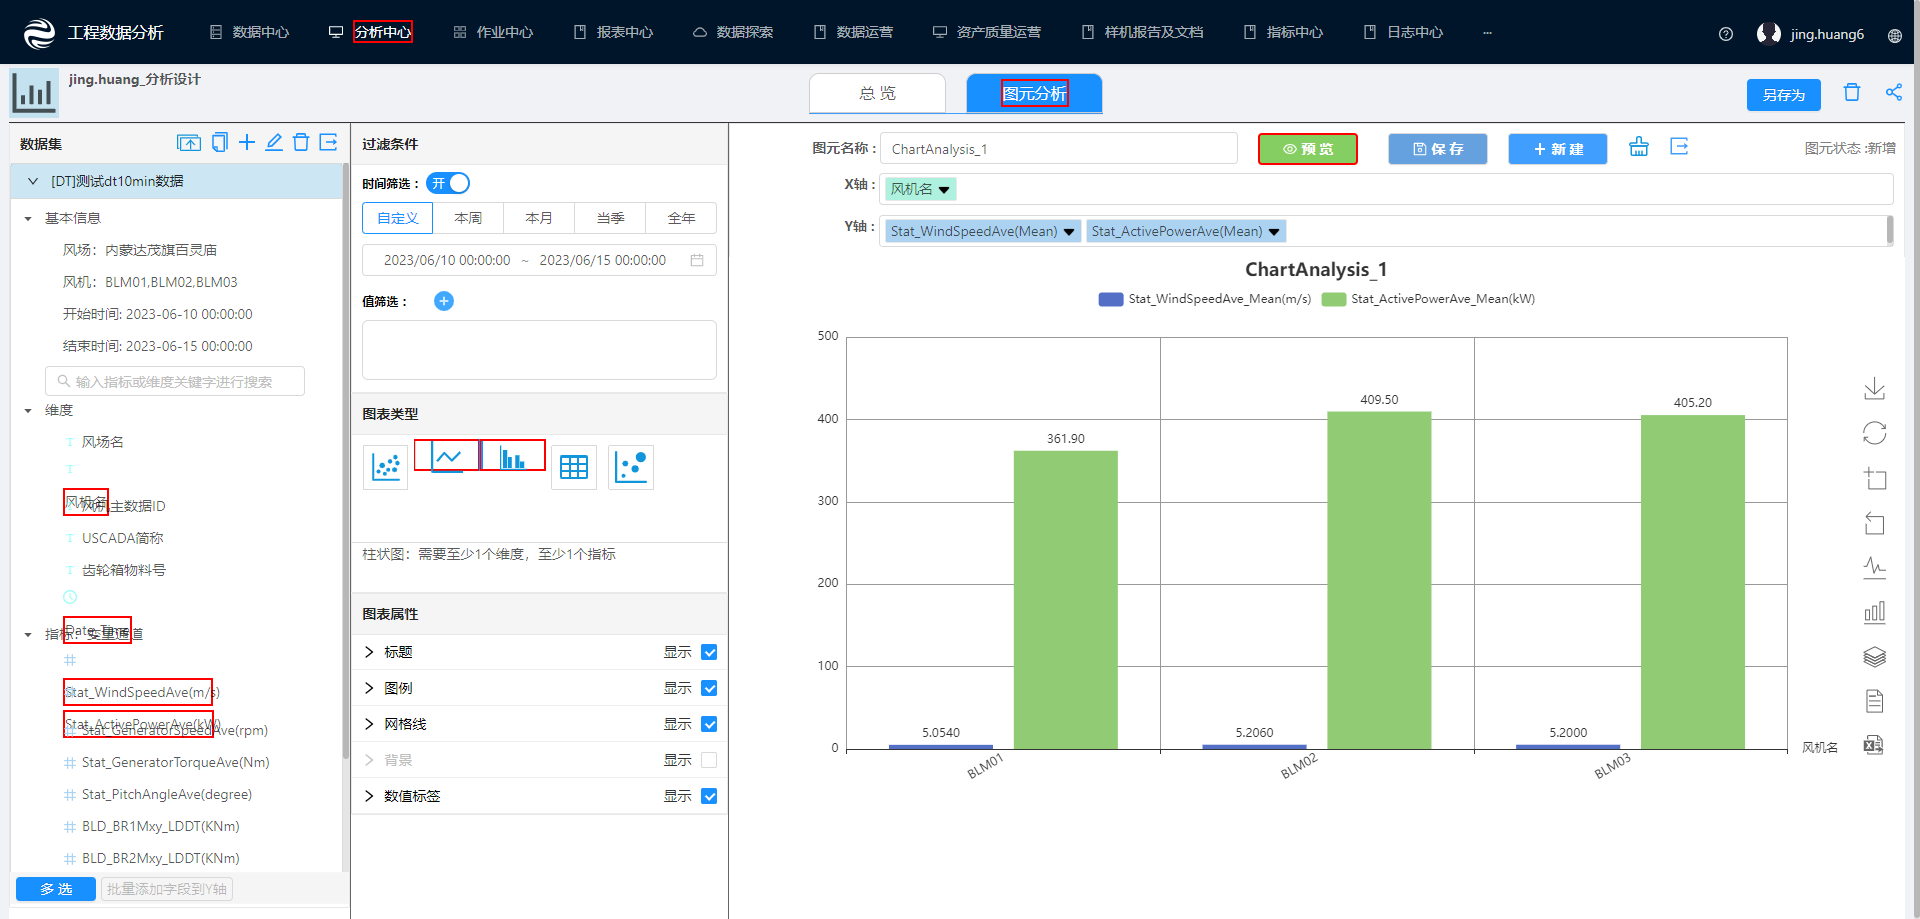 工程数据分析
数据中心
分析中心
作业中心
报表中心
数据探索
数据运营
资产质量运营
样机报告及文档
指标中心
日志中心
...
jing.huang6
jing.huang_分析设计
总 览
图元分析
另存为
数据集
[DT]测试dt10min数据
基本信息
风场：内蒙达茂旗百灵庙
风机：BLM01,BLM02,BLM03
开始时间: 2023-06-10 00:00:00
结束时间: 2023-06-15 00:00:00
输入指标或维度关键字进行搜索
维度
风场名
风机名
风机主数据ID
USCADA简称
齿轮箱物料号
Date_Time
指标：变量通道
Stat_WindSpeedAve(m/s)
Stat_ActivePowerAve(kW)
Stat_GeneratorSpeedAve(rpm)
Stat_GeneratorTorqueAve(Nm)
Stat_PitchAngleAve(degree)
BLD_BR1Mxy_LDDT(KNm)
BLD_BR2Mxy_LDDT(KNm)
多 选
批量添加字段到Y轴
过滤条件
时间筛选：
开
自定义
本周
本月
当季
全年
2023/06/10 00:00:00 ~ 2023/06/15 00:00:00
值筛选：
图表类型
柱状图：需要至少1个维度，至少1个指标
图表属性
标题 显示
图例 显示
网格线 显示
背景 显示
数值标签 显示
图元名称： ChartAnalysis_1
预 览
保 存
新 建
图元状态 :新增
X轴： 风机名
Y轴： Stat_WindSpeedAve(Mean) Stat_ActivePowerAve(Mean)
ChartAnalysis_1
Stat_WindSpeedAve_Mean(m/s) Stat_ActivePowerAve_Mean(kW)
500
400
300
200
100
0
5.0540
361.90
5.2060
409.50
5.2000
405.20
BLM01
BLM02
BLM03
风机名